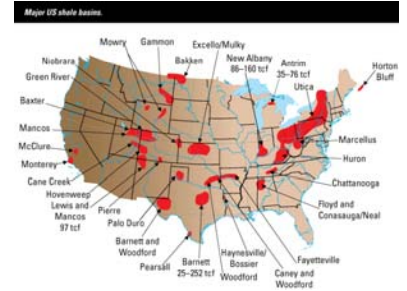 Major US shale basins.
Mowry
Gammon
Excello/Mulky
Niobrara
Bakken
New Albany
86–160 tcf
Antrim
35–76 tcf
Horton
Bluff
Green River
Utica
Baxter
Mancos
Marcellus
McClure
Huron
Monterey
Chattanooga
Cane Creek
Hovenweep
Lewis and
Mancos
97 tcf
Pierre
Palo Duro
Floyd and
Conasauga/Neal
Barnett and
Woodford
Pearsall
Barnett
25–252 tcf
Haynesville/
Bossier
Woodford
Fayetteville
Caney and
Woodford